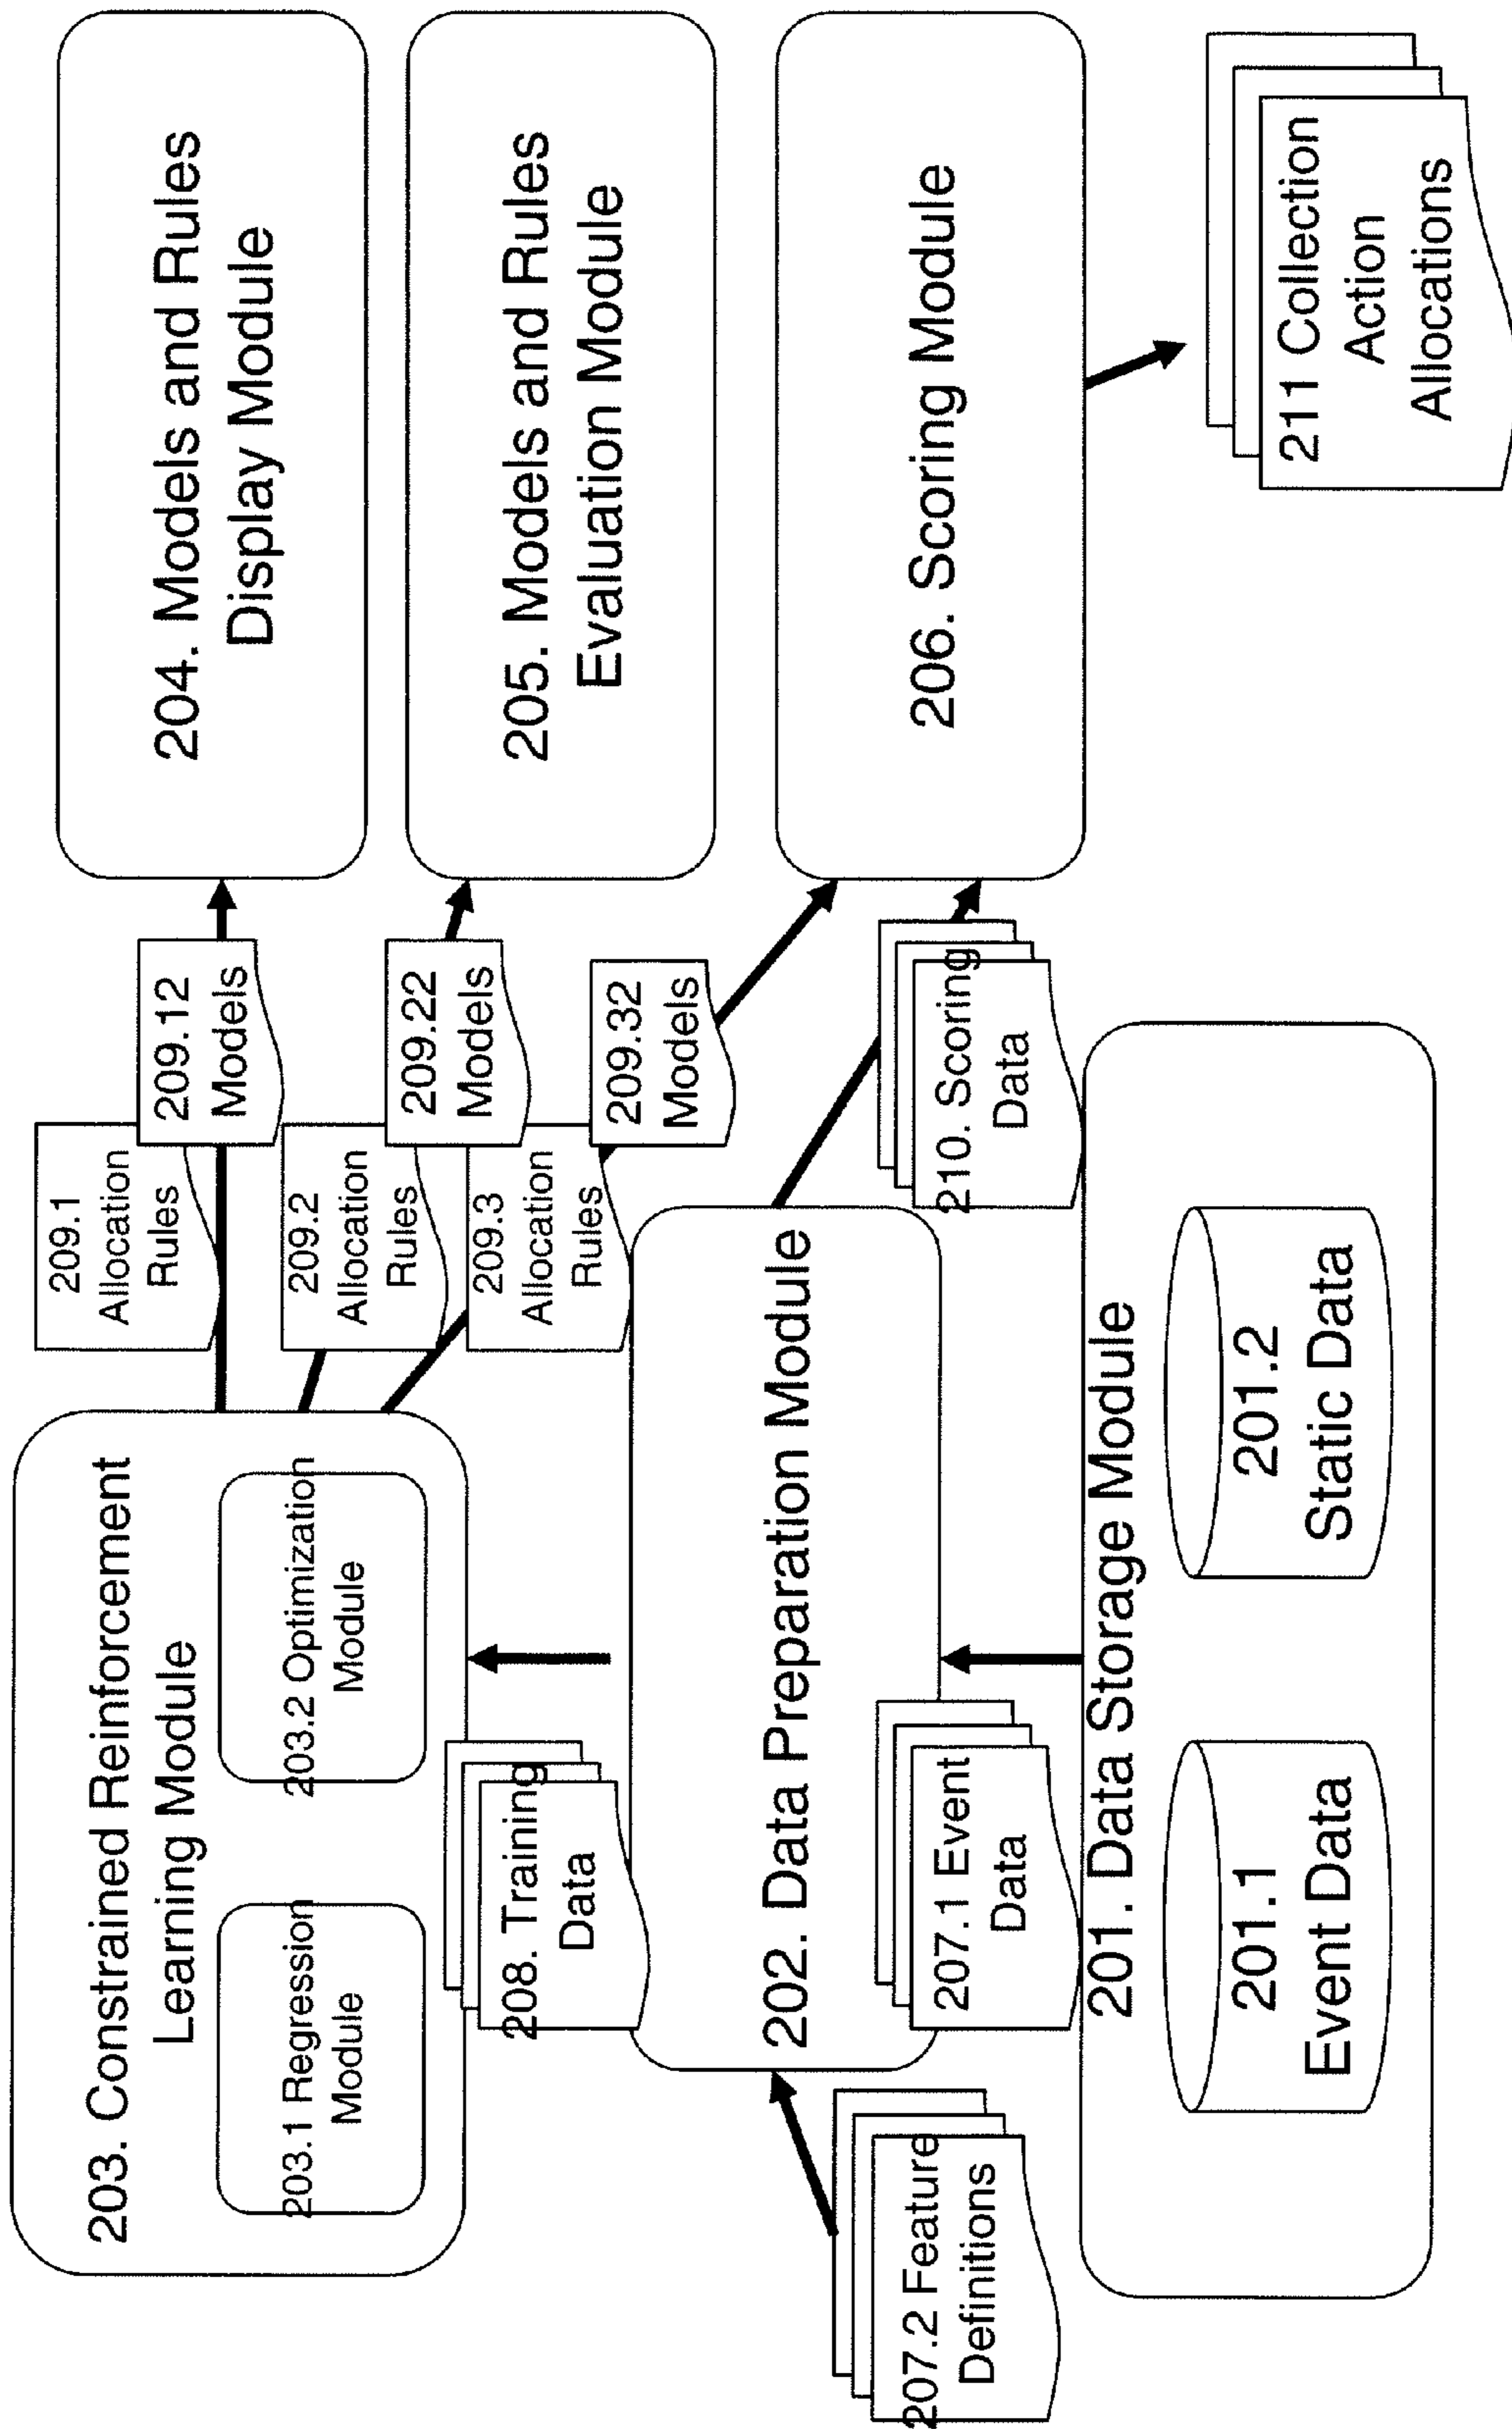 203. Constrained Reinforcement
Learning Module
203.1 Regression
Module
203.2 Optimization
Module
209.1
Allocation
Rules
209.12
Models
204. Models and Rules
Display Module
209.2
Allocation
Rules
209.22
Models
205. Models and Rules
Evaluation Module
209.3
Allocation
Rules
209.32
Models
206. Scoring Module
208. Training
Data
202. Data Preparation Module
210. Scoring
Data
207.2 Feature
Definitions
207.1 Event
Data
201. Data Storage Module
201.1
Event Data
201.2
Static Data
211 Collection
Action
Allocations